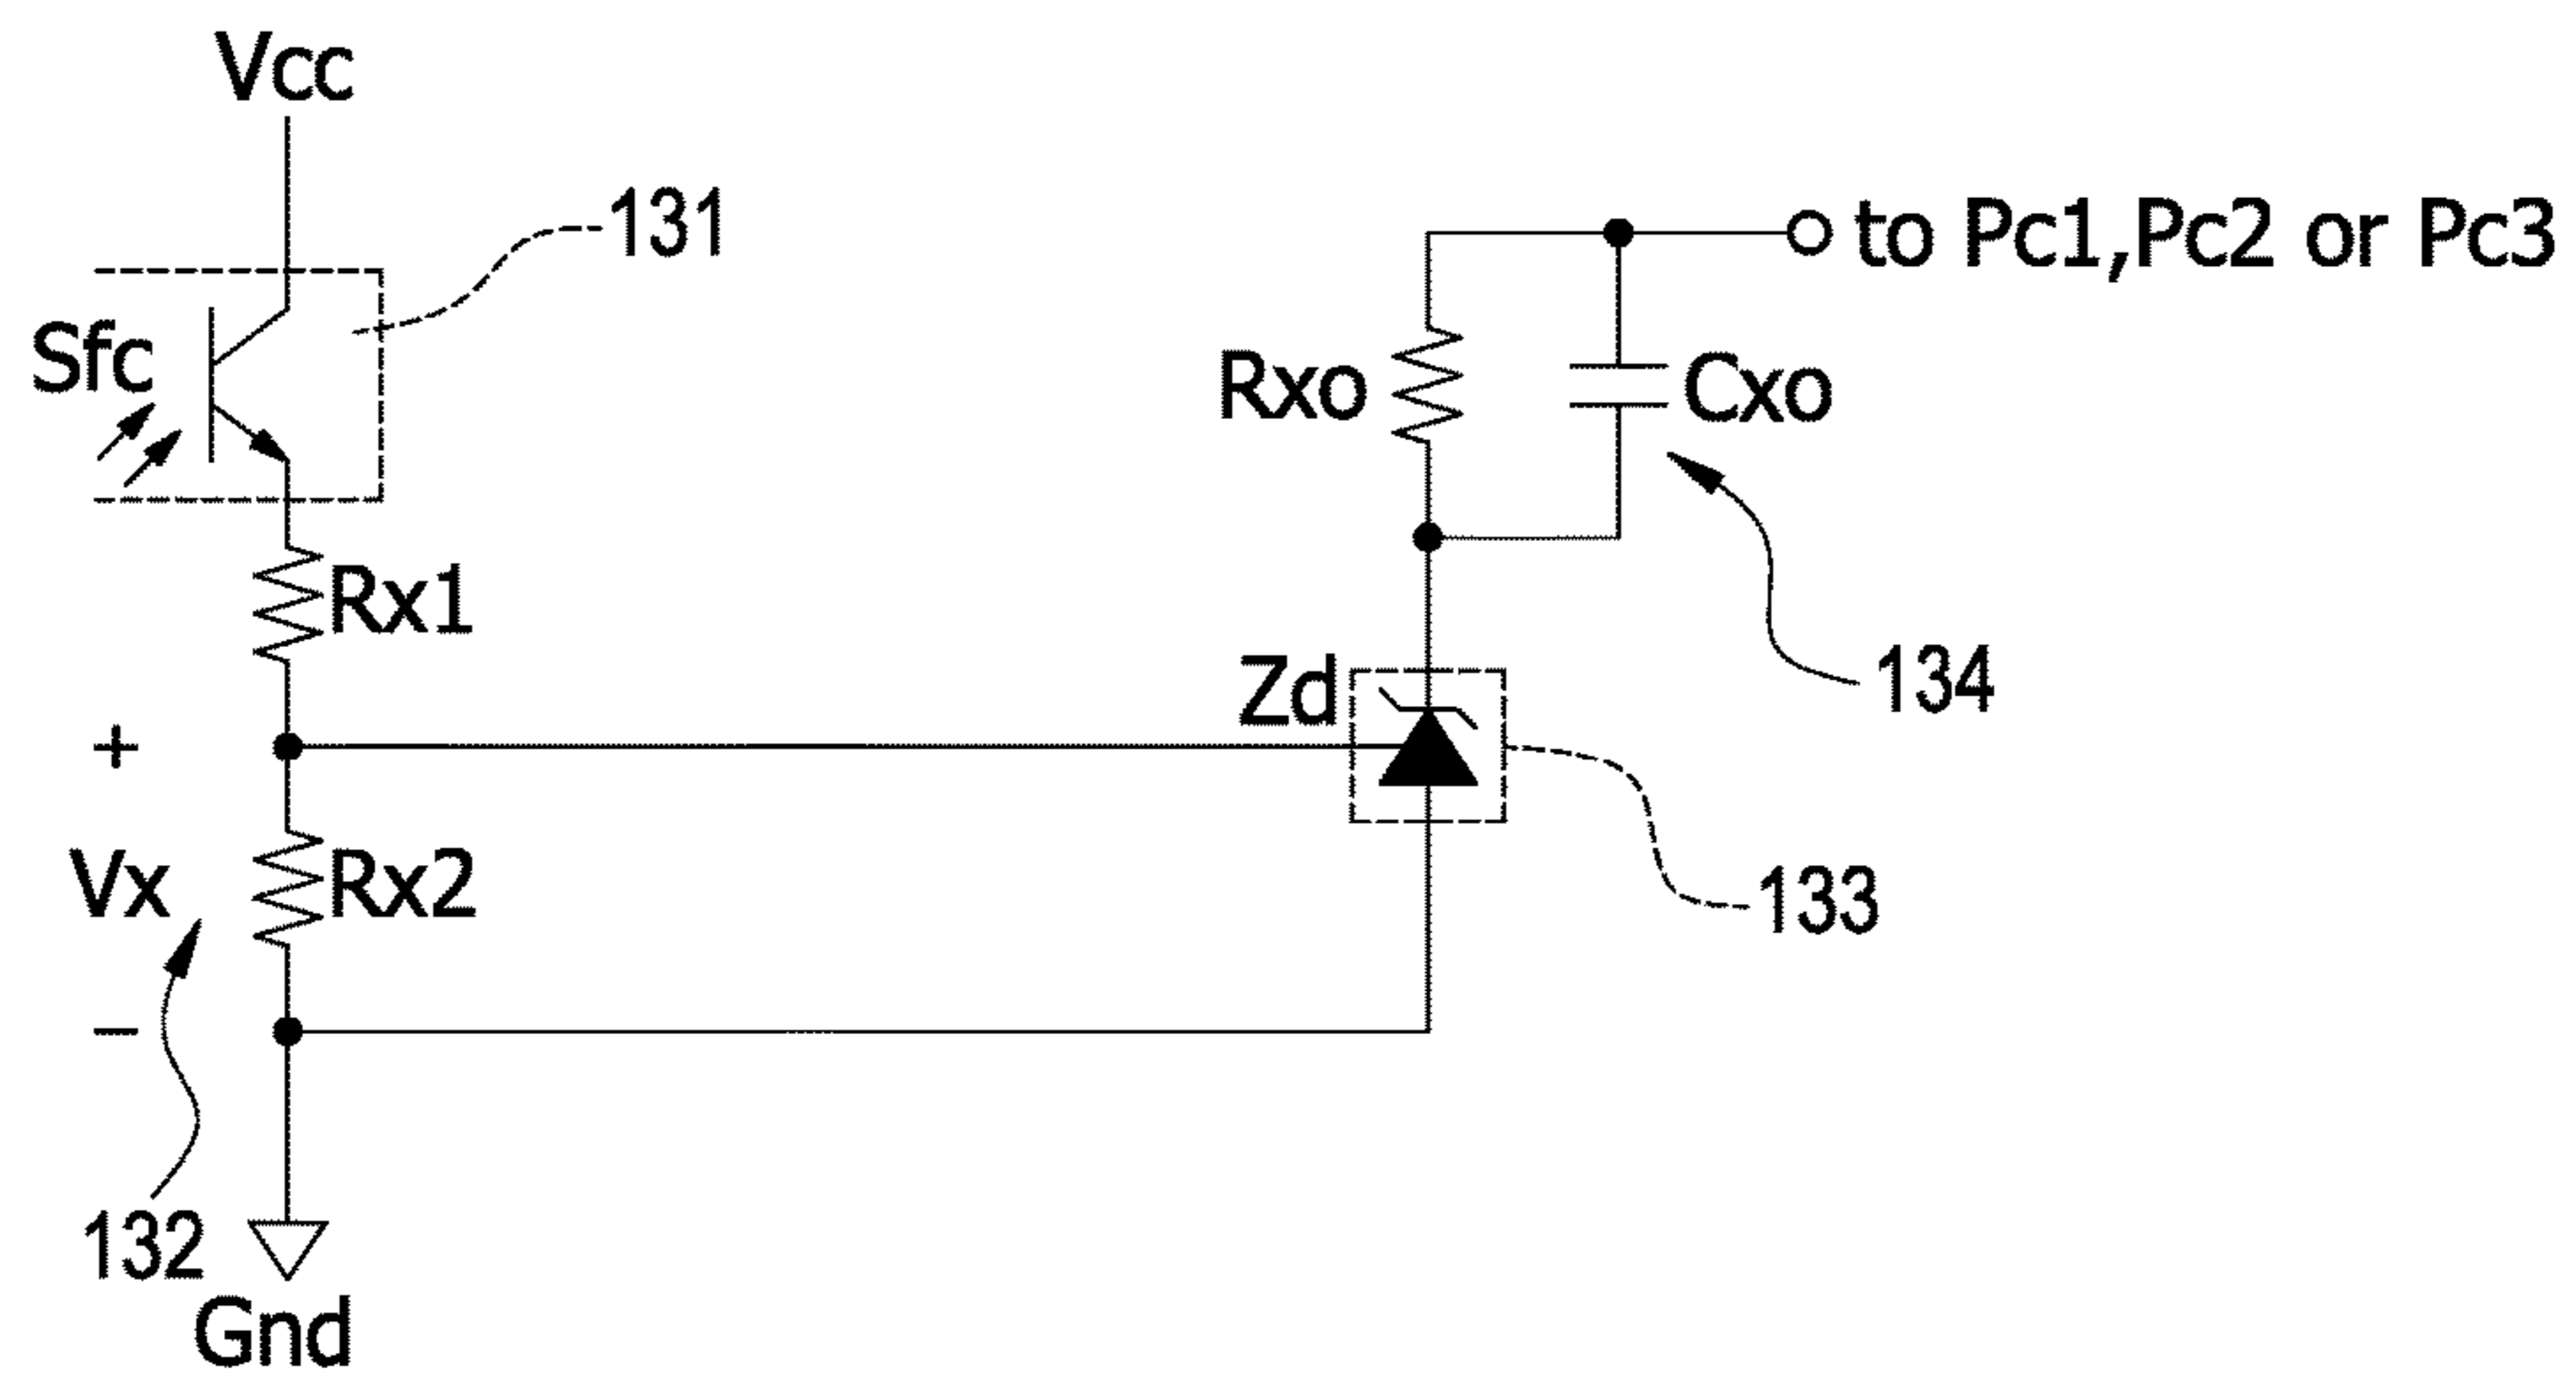 Vcc
131
to Pc1,Pc2 or Pc3
Sfc
Rxo
Cxo
Rx1
Zd
134
+
Vx
Rx2
133
−
132
Gnd